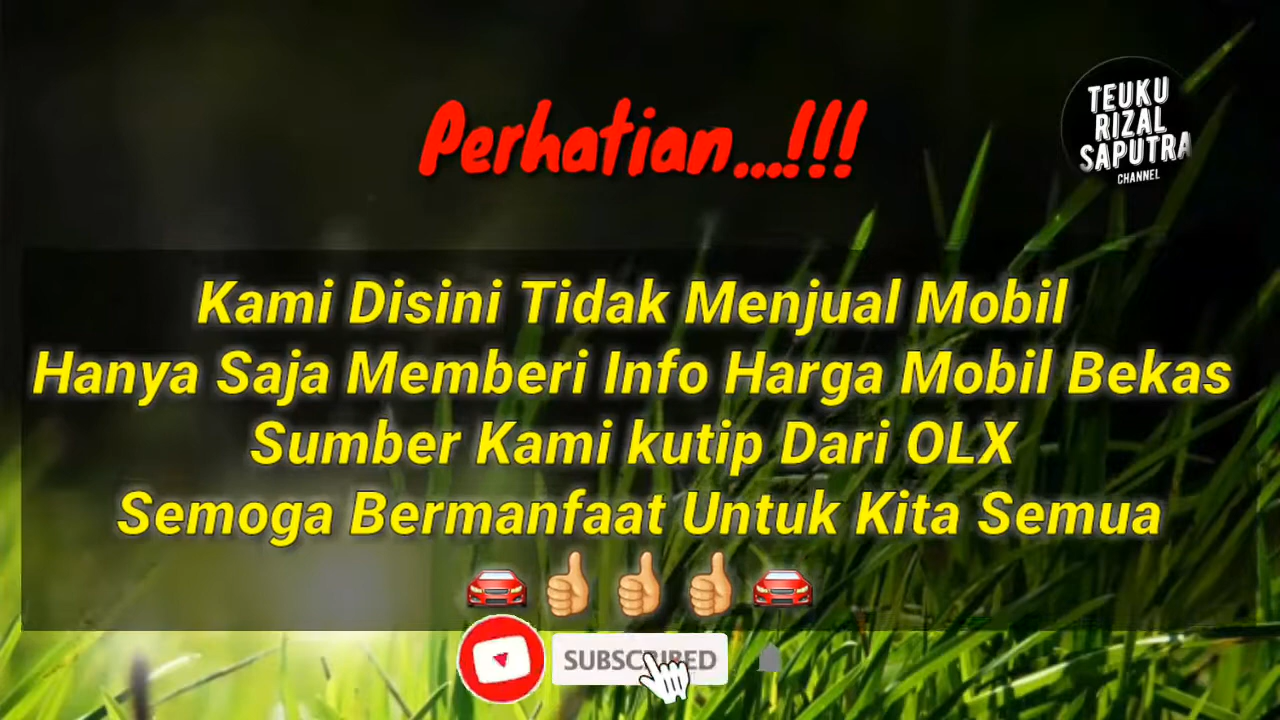 Perhatian...!!!
TEUKU
RIZAL
SAPUTRA
CHANNEL
Kami Disini Tidak Menjual Mobil
Hanya Saja Memberi Info Harga Mobil Bekas
Sumber Kami kutip Dari OLX
Semoga Bermanfaat Untuk Kita Semua
SUBSCRIBED